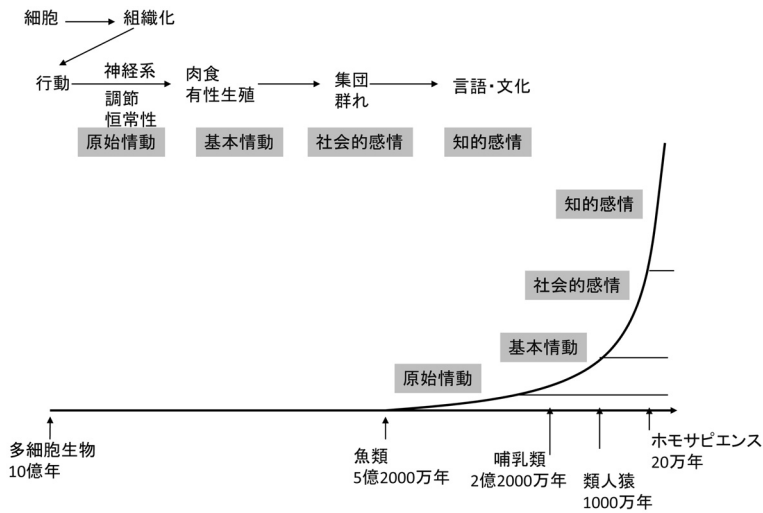 細胞
組織化
行動
神経系
調節
恒常性
肉食
有性生殖
集団
群れ
言語・文化
原始情動
基本情動
社会的感情
知的感情
知的感情
社会的感情
基本情動
原始情動
多細胞生物
10億年
魚類
5億2000万年
哺乳類
2億2000万年
類人猿
1000万年
ホモサピエンス
20万年